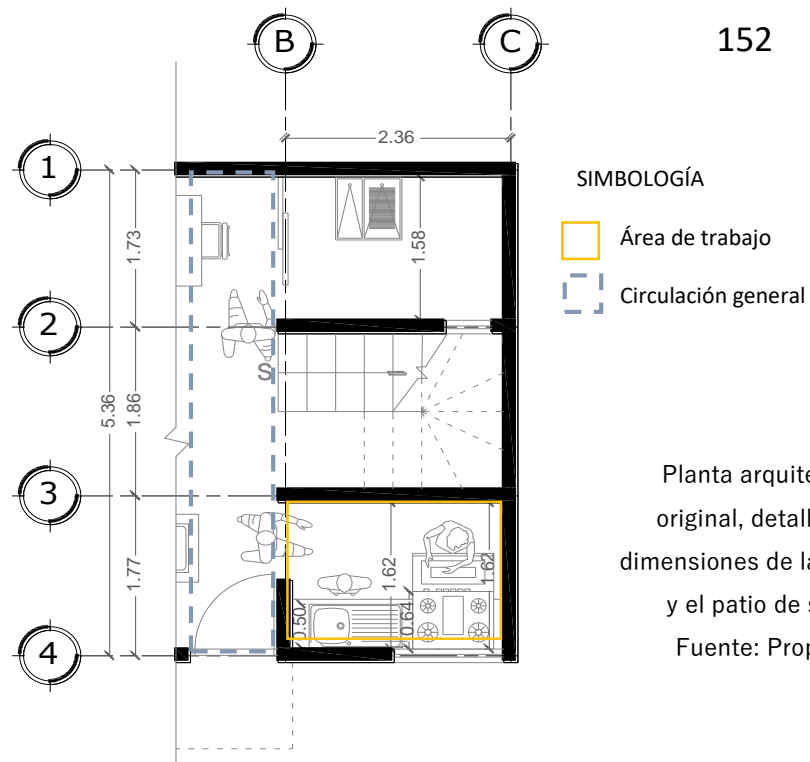 152
B
C
2.36
1
2
3
4
1.73
1.86
1.77
5.36
1.58
S
1.62
1.62
0.50
0.64
SIMBOLOGÍA
Área de trabajo
Circulación general
Planta arquite
original, detall
dimensiones de la
y el patio de s
Fuente: Prop